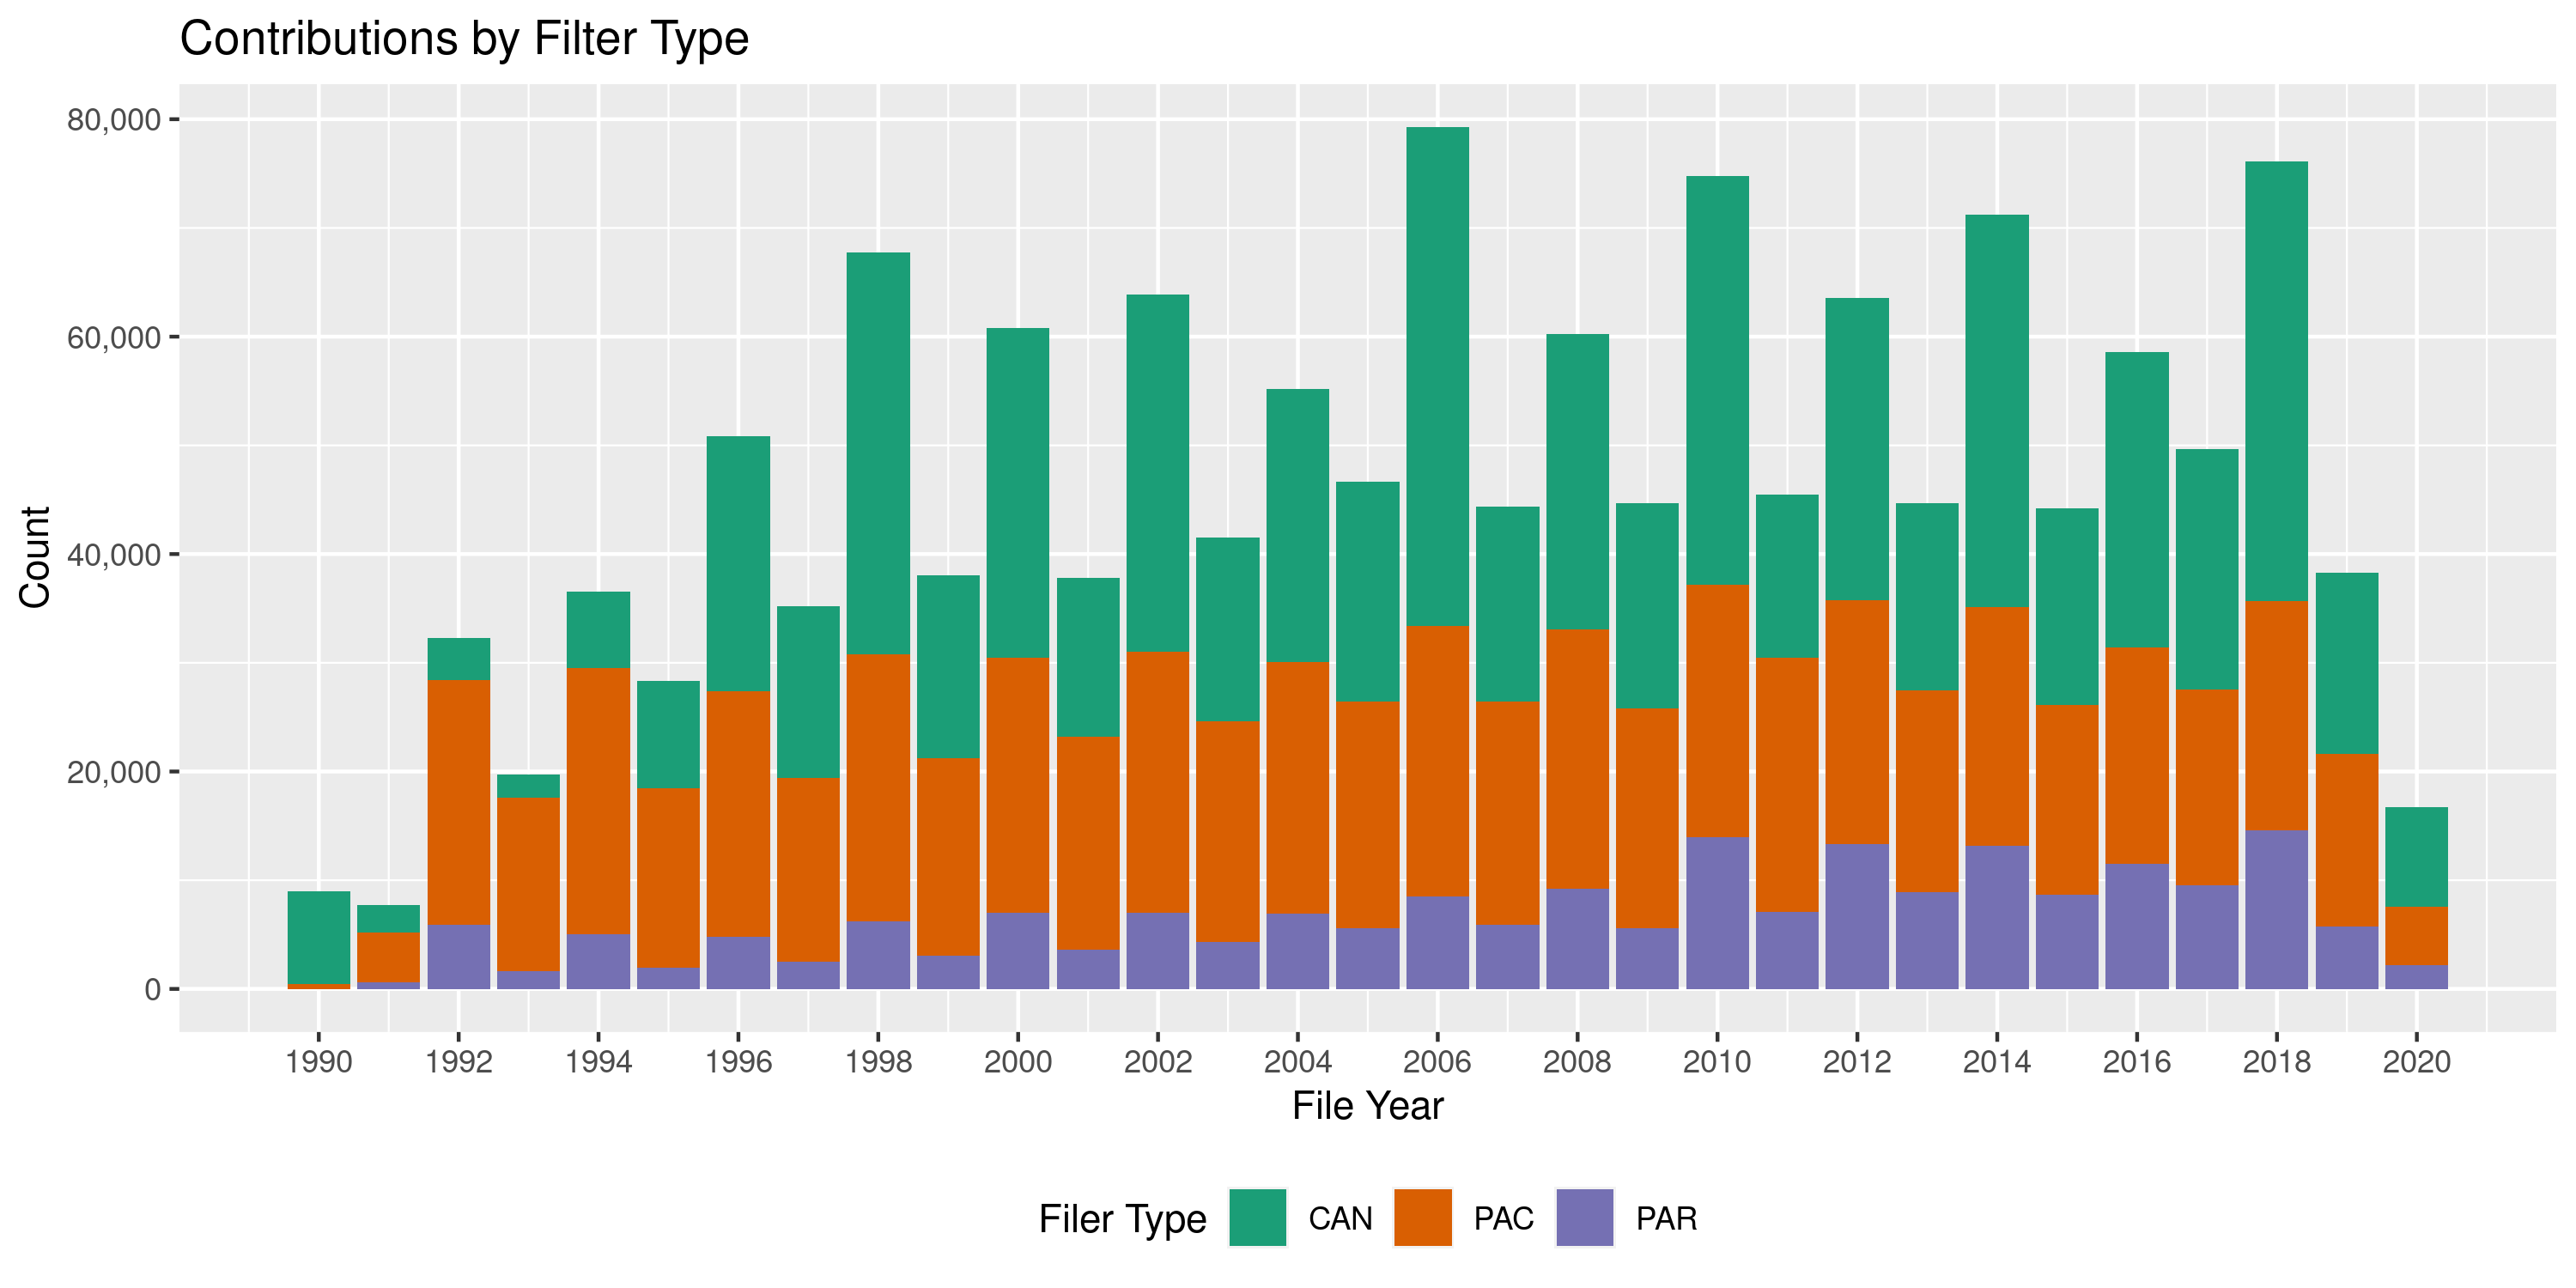 Contributions by Filter Type
80,000
60,000
40,000
20,000
0
Count
1990 1992 1994 1996 1998 2000 2002 2004 2006 2008 2010 2012 2014 2016 2018 2020
File Year
Filer Type CAN PAC PAR